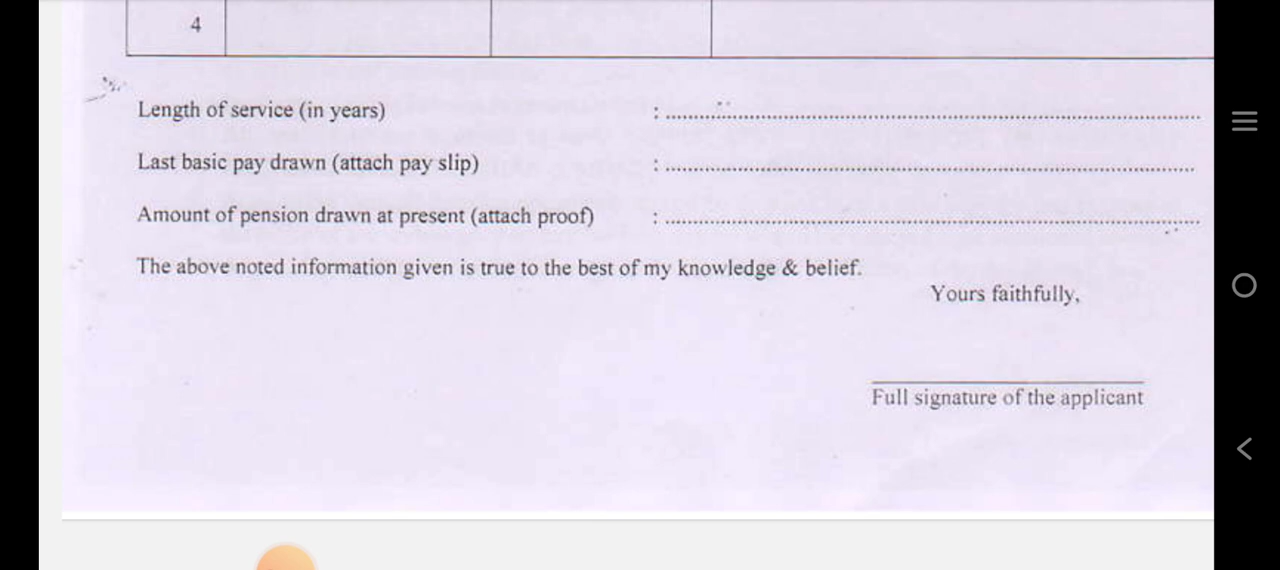 4
Length of service (in years) : ........................................................
Last basic pay drawn (attach pay slip) : ........................................................
Amount of pension drawn at present (attach proof) : ........................................................
The above noted information given is true to the best of my knowledge & belief.
Yours faithfully,
Full signature of the applicant